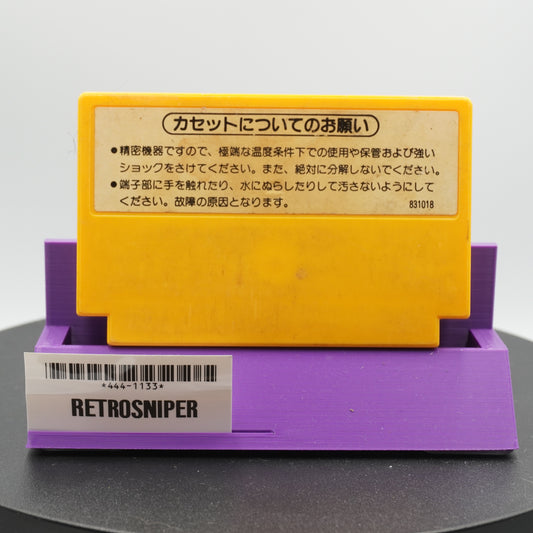 カセットについてのお願い
●精密機器ですので、極端な温度条件下での使用や保管および強い
ショックをさけてください。また、絶対に分解しないでください。
●端子部に手を触れたり、水にぬらしたりして汚さないようにして
ください。故障の原因となります。
831018
*444-1133*
RETROSNIPER